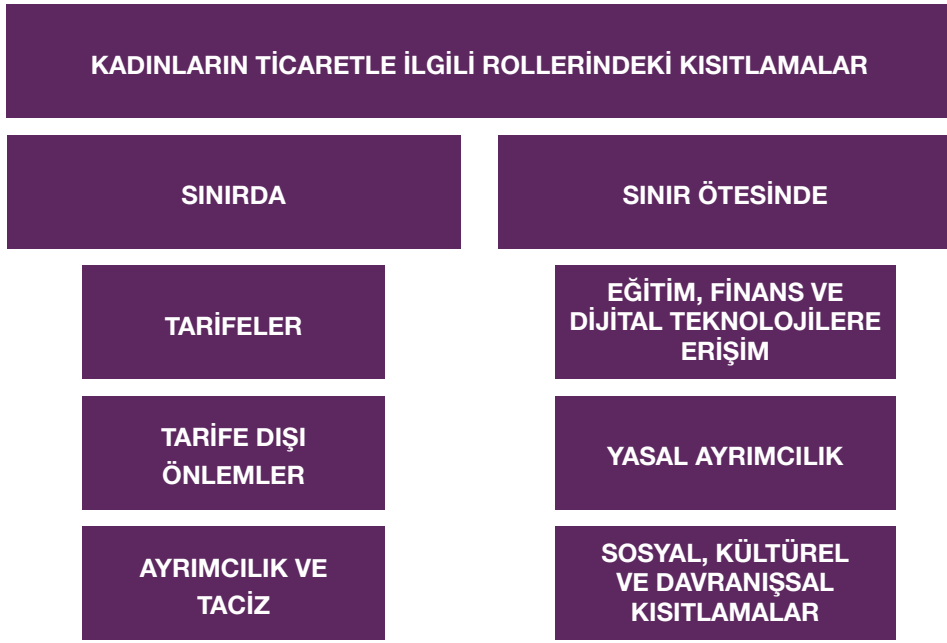 KADINLARIN TİCARETLE İLGİLİ ROLLERİNDEKİ KISITLAMALAR
SINIRDA
TARİFELER
TARİFE DIŞI
ÖNLEMLER
AYRIMCILIK VE
TACİZ
SINIR ÖTESİNDE
EĞİTİM, FİNANS VE
DİJİTAL TEKNOLOJİLERE
ERİŞİM
YASAL AYRIMCILIK
SOSYAL, KÜLTÜREL
VE DAVRANIŞSAL
KISITLAMALAR